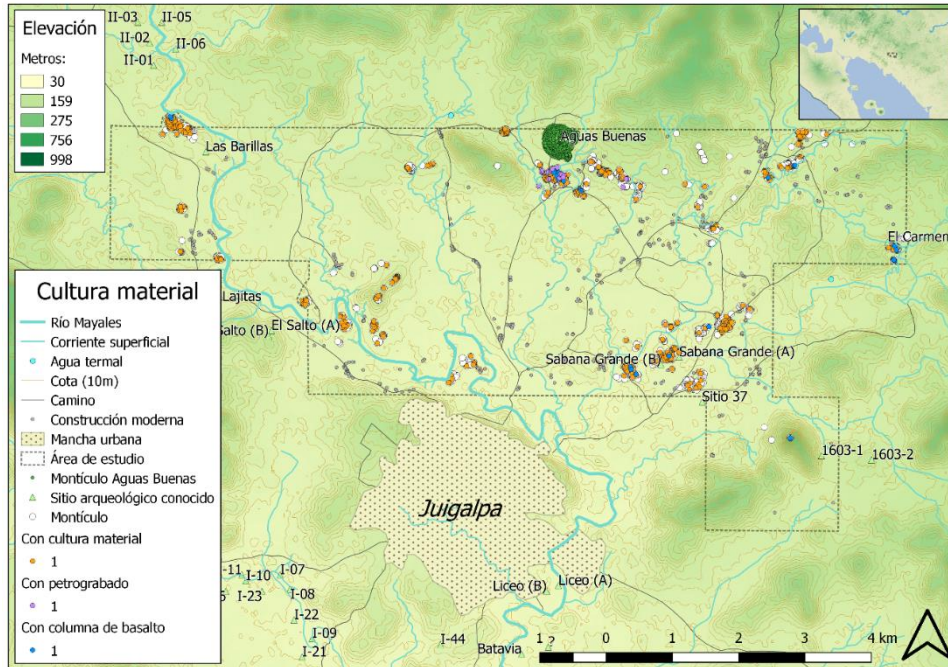 Elevación
Metros:
30
159
275
756
998
II-03
II-05
II-02
II-06
II-01
Las Barillas
Aguas Buenas
El Carmen
Cultura material
Río Mayales
Corriente superficial
Agua termal
Cota (10m)
Camino
Construcción moderna
Mancha urbana
Área de estudio
Montículo Aguas Buenas
Sitio arqueológico conocido
Montículo
Con cultura material
1
Con petrograbado
1
Con columna de basalto
1
Lajitas
Salto (B)
El Salto (A)
Sabana Grande (B)
Sabana Grande (A)
Sitio 37
1603-1
1603-2
Juigalpa
-11
I-10
I-07
I-23
I-08
I-22
I-09
I-21
I-44
Liceo (B)
Liceo (A)
Batavia
1
0
1
2
4 km